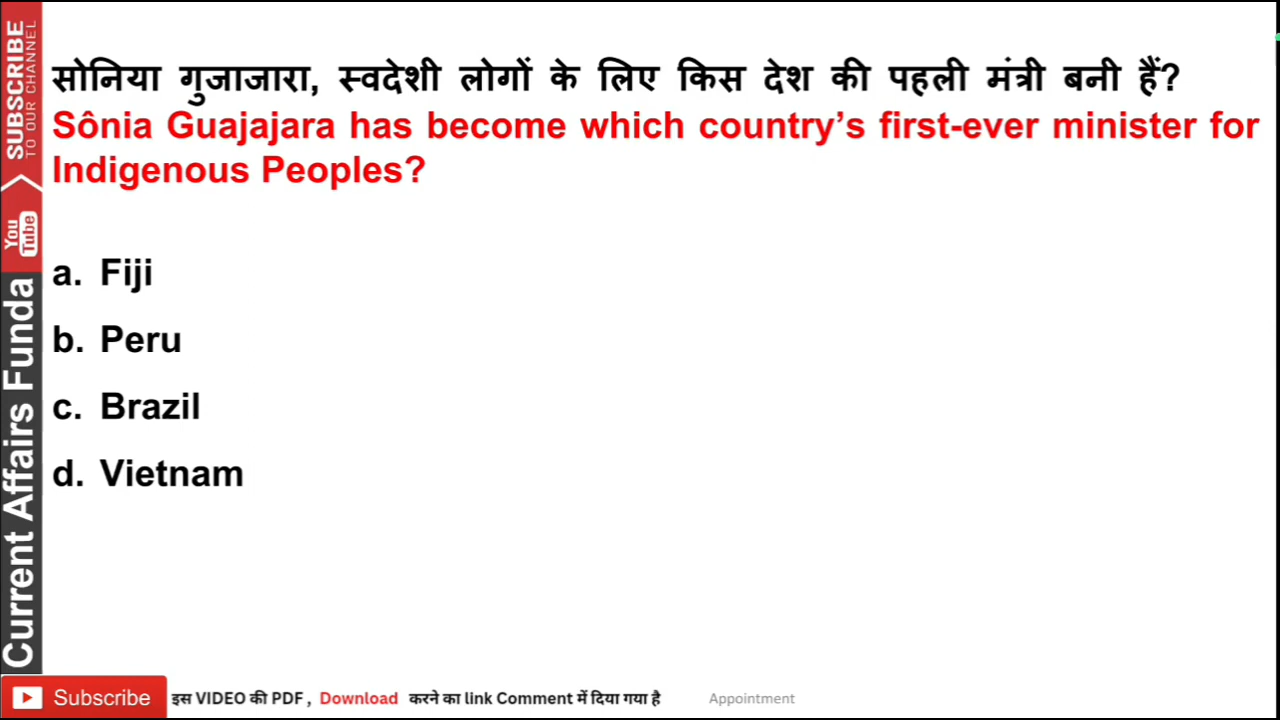 सोनिया गुजाजारा, स्वदेशी लोगों के लिए किस देश की पहली मंत्री बनी हैं?
Sônia Guajajara has become which country's first-ever minister for
Indigenous Peoples?
a. Fiji
b. Peru
c. Brazil
d. Vietnam
SUBSCRIBE
TO OUR CHANNEL
You Tube
Current Affairs Funda
Subscribe इस VIDEO की PDF , Download करने का link Comment में दिया गया है Appointment